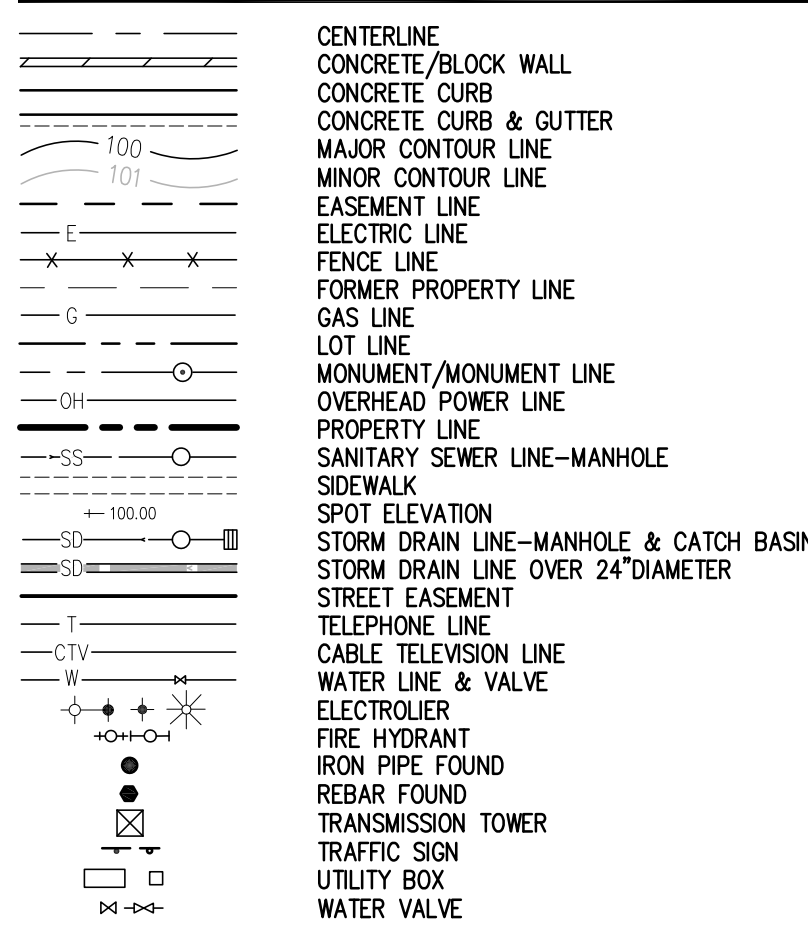 CENTERLINE
CONCRETE/BLOCK WALL
CONCRETE CURB
CONCRETE CURB & GUTTER
100 MAJOR CONTOUR LINE
101 MINOR CONTOUR LINE
EASEMENT LINE
E ELECTRIC LINE
X X X FENCE LINE
FORMER PROPERTY LINE
G GAS LINE
LOT LINE
MONUMENT/MONUMENT LINE
OH OVERHEAD POWER LINE
PROPERTY LINE
SS SANITARY SEWER LINE-MANHOLE
SIDEWALK
100.00 SPOT ELEVATION
SD STORM DRAIN LINE-MANHOLE & CATCH BASIN
SD STORM DRAIN LINE OVER 24"DIAMETER
STREET EASEMENT
T TELEPHONE LINE
CTV CABLE TELEVISION LINE
W WATER LINE & VALVE
ELECTROLIER
FIRE HYDRANT
IRON PIPE FOUND
REBAR FOUND
TRANSMISSION TOWER
TRAFFIC SIGN
UTILITY BOX
WATER VALVE